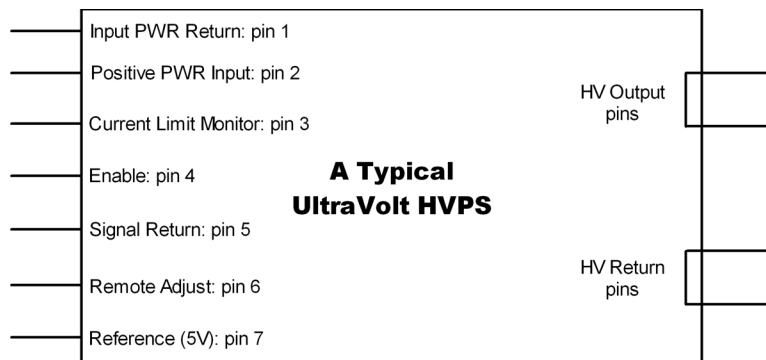 Input PWR Return: pin 1
Positive PWR Input: pin 2
Current Limit Monitor: pin 3
Enable: pin 4
Signal Return: pin 5
Remote Adjust: pin 6
Reference (5V): pin 7
A Typical
UltraVolt HVPS
HV Output
pins
HV Return
pins